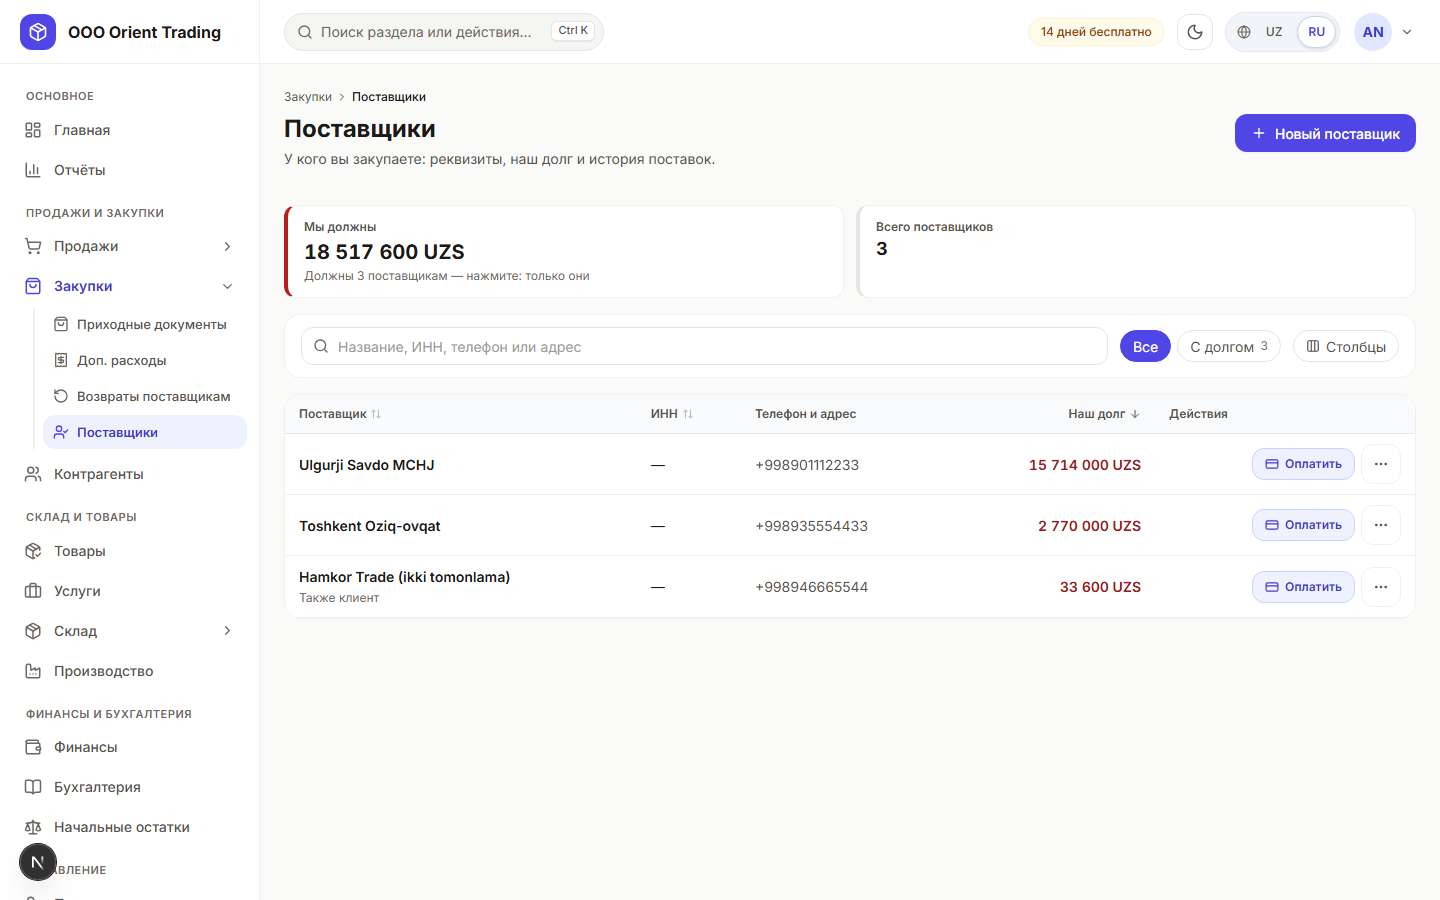 ООО Orient Trading
Поиск раздела или действия...
Ctrl K
14 дней бесплатно
UZ
RU
AN
ОСНОВНОЕ
Главная
Отчёты
ПРОДАЖИ И ЗАКУПКИ
Продажи
Закупки
Приходные документы
Доп. расходы
Возвраты поставщикам
Поставщики
Контрагенты
СКЛАД И ТОВАРЫ
Товары
Услуги
Склад
Производство
ФИНАНСЫ И БУХГАЛТЕРИЯ
Финансы
Бухгалтерия
Начальные остатки
N
АВЛЕНИЕ
Закупки > Поставщики
Поставщики
У кого вы закупаете: реквизиты, наш долг и история поставок.
+ Новый поставщик
Мы должны
18 517 600 UZS
Должны 3 поставщикам — нажмите: только они
Всего поставщиков
3
Название, ИНН, телефон или адрес
Все
С долгом 3
Столбцы
Поставщик ИНН Телефон и адрес Наш долг Действия
Ulgurji Savdo MCHJ — +998901112233 15 714 000 UZS Оплатить ...
Toshkent Oziq-ovqat — +998935554433 2 770 000 UZS Оплатить ...
Hamkor Trade (ikki tomonlama) — +998946665544 33 600 UZS Оплатить ...
Также клиент